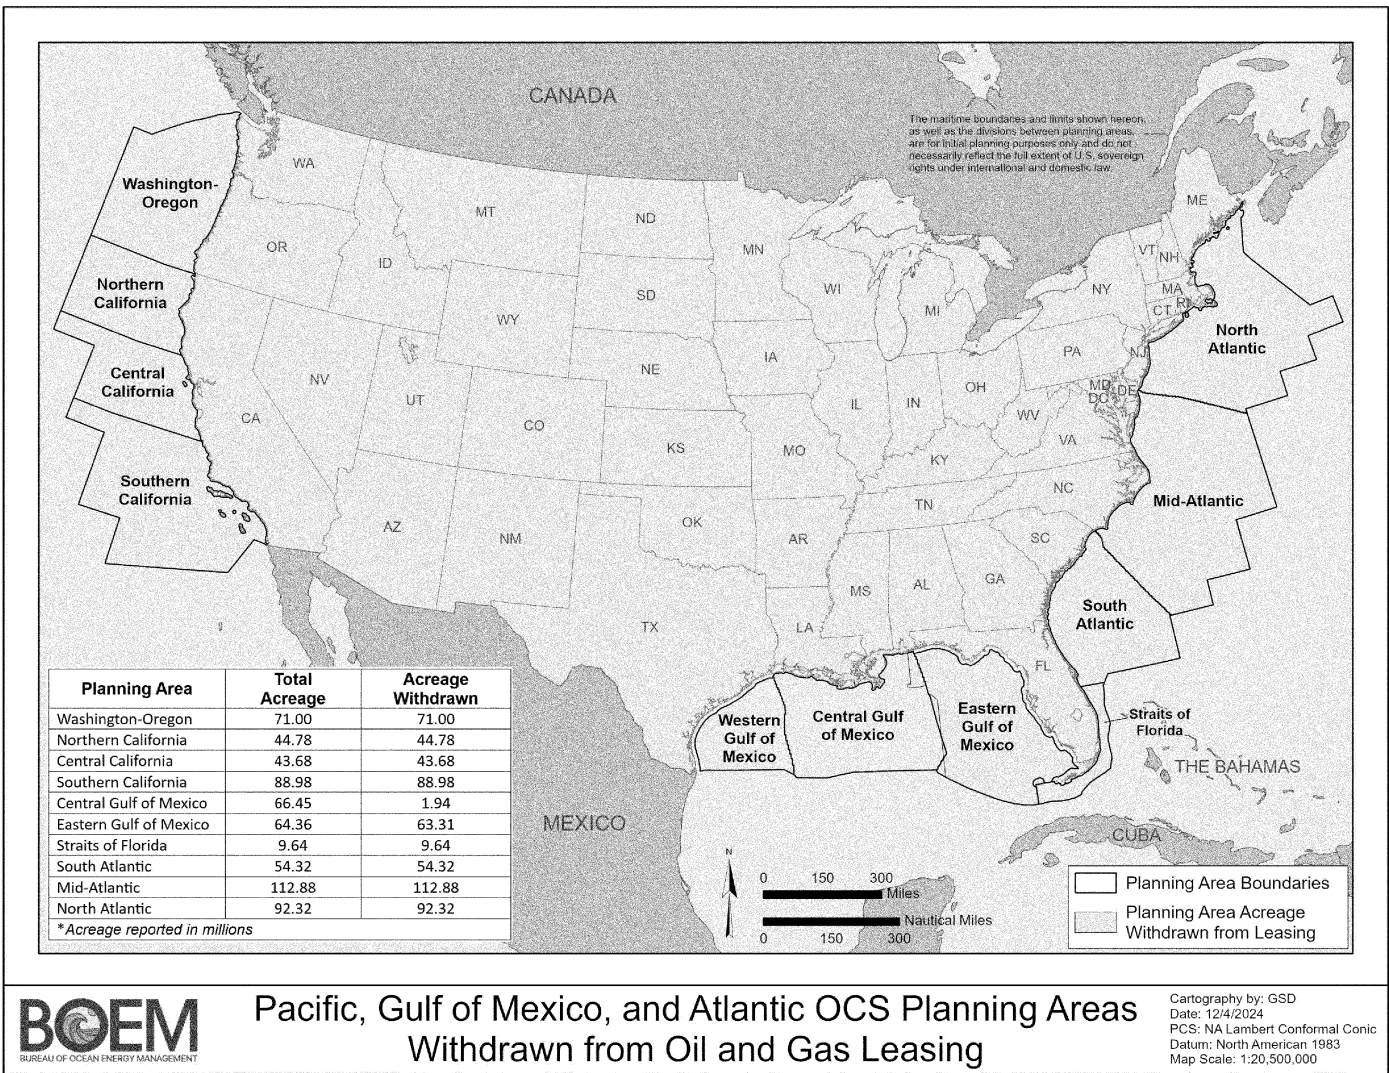 CANADA
The maritime boundaries and limits shown hereon,
as well as the divisions between planning areas,
are for initial planning purposes only and do not
necessarily reflect the full extent of U.S. sovereign
rights under international and domestic law.
WA
MT
ND
MN
ME
VT
NH
OR
ID
SD
WI
MI
NY
MA
CT
RI
WY
NE
IA
PA
NJ
NV
UT
CO
CA
KS
MO
IL
IN
OH
WV
MD
DC
DE
VA
KY
NC
AZ
NM
OK
AR
TN
SC
TX
LA
MS
AL
GA
FL
Washington-
Oregon
Northern
California
Central
California
Southern
California
North
Atlantic
Mid-Atlantic
South
Atlantic
Western
Gulf of
Mexico
Central Gulf
of Mexico
Eastern
Gulf of
Mexico
Straits of
Florida
THE BAHAMAS
CUBA
MEXICO
Planning Area Total Acreage Acreage Withdrawn
Washington-Oregon 71.00 71.00
Northern California 44.78 44.78
Central California 43.68 43.68
Southern California 88.98 88.98
Central Gulf of Mexico 66.45 1.94
Eastern Gulf of Mexico 64.36 63.31
Straits of Florida 9.64 9.64
South Atlantic 54.32 54.32
Mid-Atlantic 112.88 112.88
North Atlantic 92.32 92.32
*Acreage reported in millions
N
0 150 300
Miles
Nautical Miles
0 150 300
Planning Area Boundaries
Planning Area Acreage
Withdrawn from Leasing
BOEM
BUREAU OF OCEAN ENERGY MANAGEMENT
Pacific, Gulf of Mexico, and Atlantic OCS Planning Areas
Withdrawn from Oil and Gas Leasing
Cartography by: GSD
Date: 12/4/2024
PCS: NA Lambert Conformal Conic
Datum: North American 1983
Map Scale: 1:20,500,000